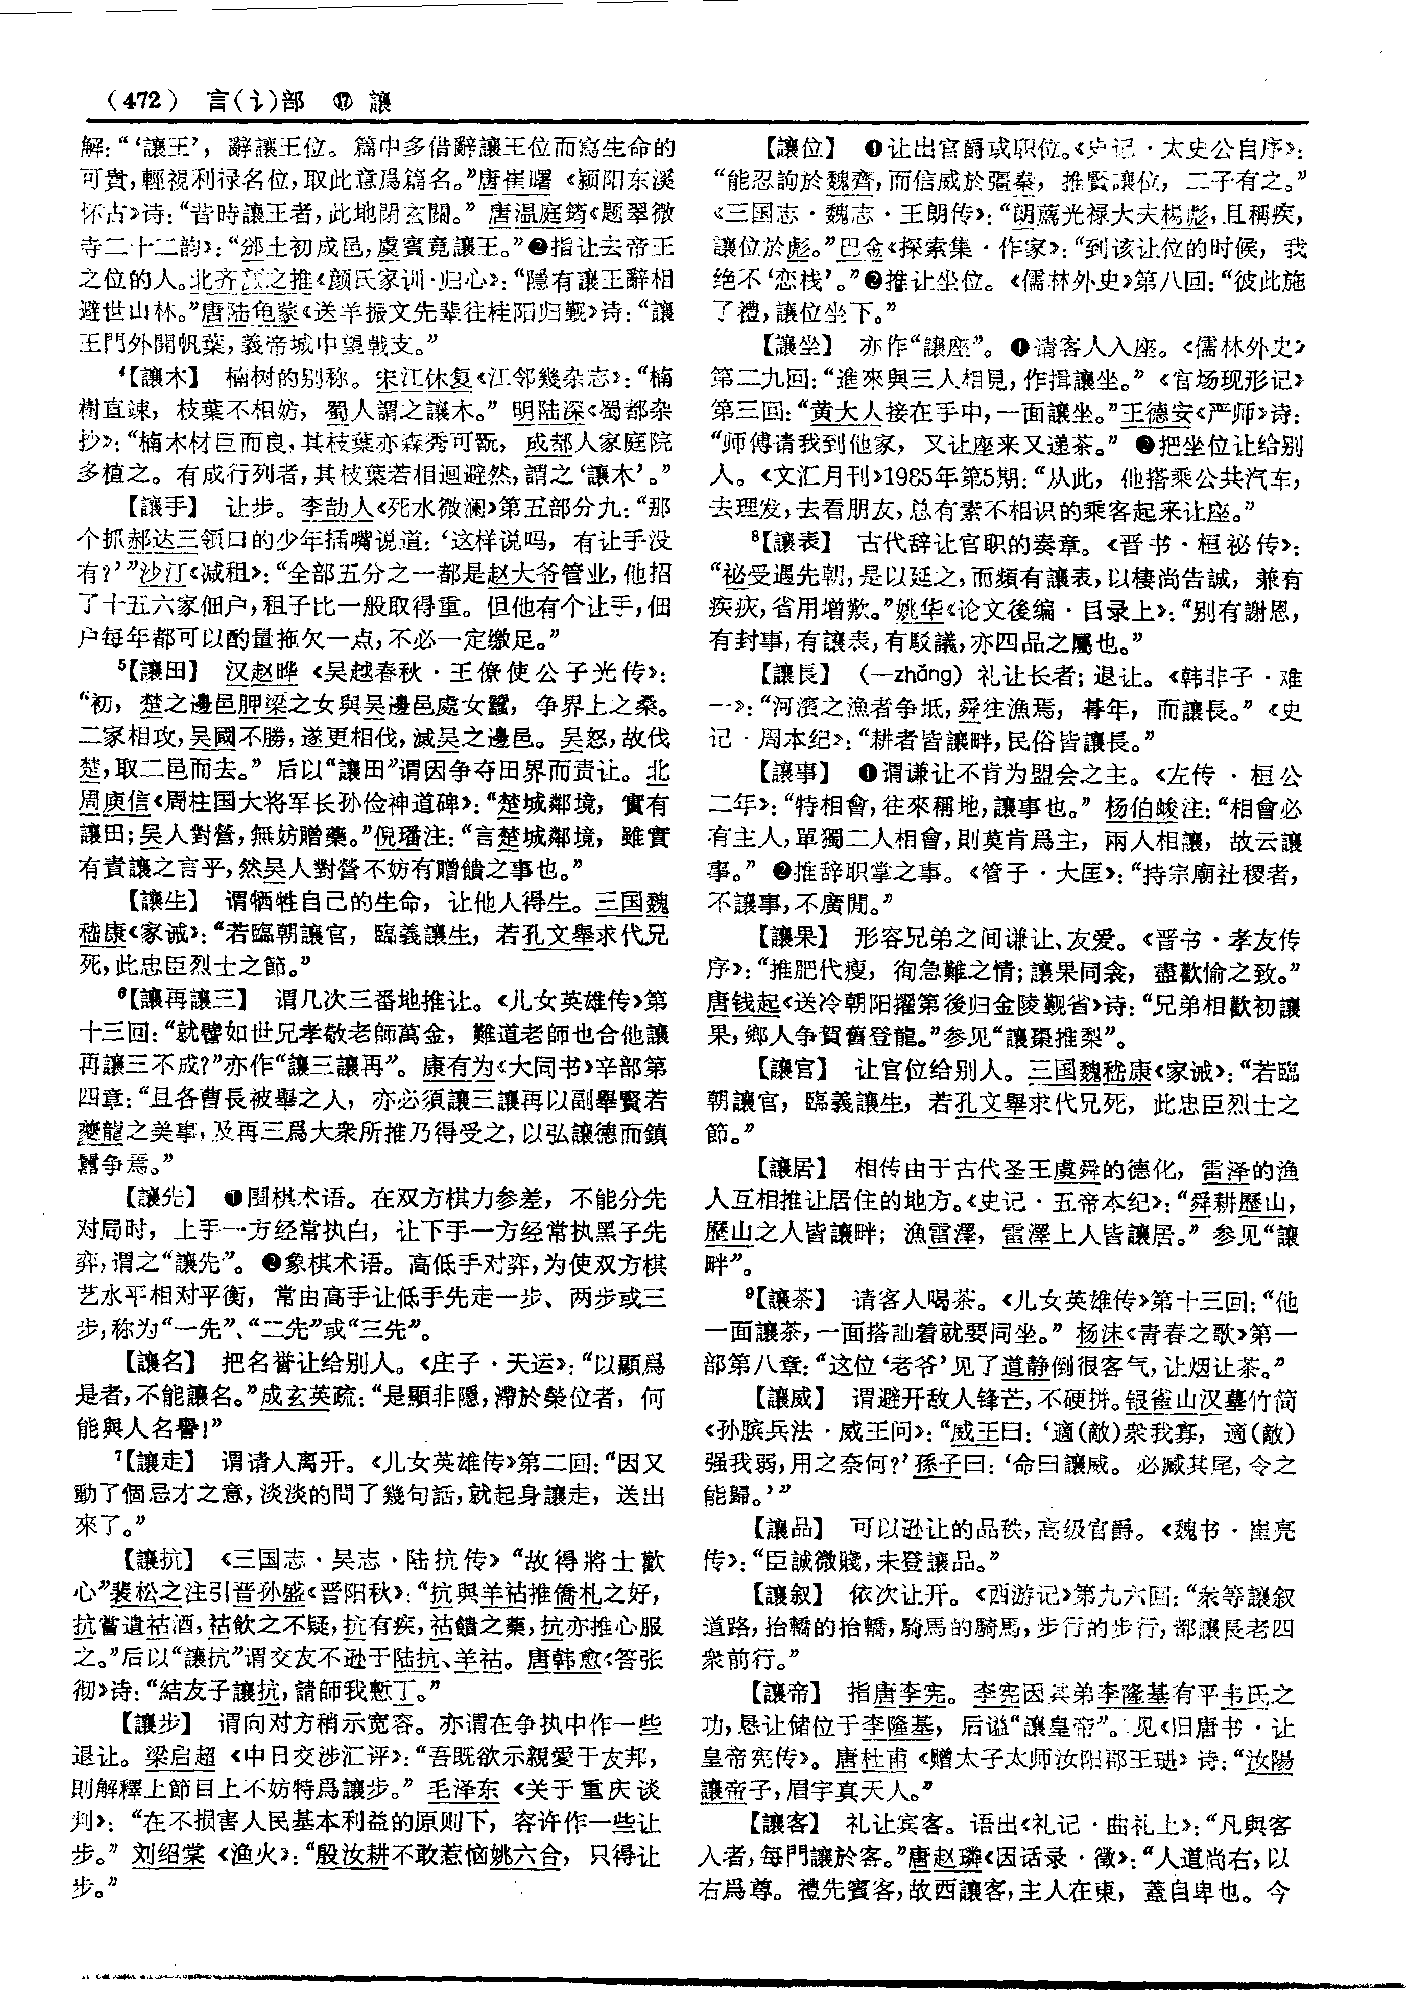 （472） 言(讠)部 ⑰ 讓
解：“‘讓王’，辭讓王位。篇中多借辭讓王位而寫生命的
可貴，輕視利禄名位，取此意爲篇名。”唐崔曙《颍阳东溪
怀古》诗：“昔時讓王者，此地閉玄關。”唐温庭筠《题翠微
寺二十二韵》：“邠土初成邑，虞賓竟讓王。”❷指让去帝王
之位的人。北齐颜之推《颜氏家训·归心》：“隱有讓王辭相
避世山林。”唐陆龟蒙《送羊振文先辈往桂阳归觐》诗：“讓
王門外開帆葉，義帝城中望戟支。”
⁴【讓木】 楠树的别称。宋江休复《江邻幾杂志》：“楠
樹直竦，枝葉不相妨，蜀人謂之讓木。”明陆深《蜀都杂
抄》：“楠木材巨而良，其枝葉亦森秀可翫，成都人家庭院
多植之。有成行列者，其枝葉若相迴避然，謂之‘讓木’。”
【讓手】 让步。李劼人《死水微澜》第五部分九：“那
个抓郝达三领口的少年插嘴说道：‘这样说吗，有让手没
有？’”沙汀《减租》：“全部五分之一都是赵大爷管业，他招
了十五六家佃户，租子比一般取得重。但他有个让手，佃
户每年都可以酌量拖欠一点，不必一定缴足。”
⁵【讓田】 汉赵晔《吴越春秋·王僚使公子光传》：
“初，楚之邊邑胛梁之女與吴邊邑處女蠶，争界上之桑。
二家相攻，吴國不勝，遂更相伐，滅吴之邊邑。吴怒，故伐
楚，取二邑而去。”后以“讓田”谓因争夺田界而责让。北
周庾信《周柱国大将军长孙俭神道碑》：“楚城鄰境，實有
讓田；吴人對營，無妨贈藥。”倪璠注：“言楚城鄰境，雖實
有責讓之言乎，然吴人對營不妨有贈饋之事也。”
【讓生】 谓牺牲自己的生命，让他人得生。三国魏
嵇康《家诫》：“若臨朝讓官，臨義讓生，若孔文舉求代兄
死，此忠臣烈士之節。”
⁶【讓再讓三】 谓几次三番地推让。《儿女英雄传》第
十三回：“就譬如世兄孝敬老師萬金，難道老師也合他讓
再讓三不成？”亦作“讓三讓再”。康有为《大同书》辛部第
四章：“且各曹長被舉之人，亦必須讓三讓再以副舉賢若
夔龍之美事，及再三爲大衆所推乃得受之，以弘讓德而鎮
囂争焉。”
【讓先】 ❶围棋术语。在双方棋力参差，不能分先
对局时，上手一方经常执白，让下手一方经常执黑子先
弈，谓之“讓先”。❷象棋术语。高低手对弈，为使双方棋
艺水平相对平衡，常由高手让低手先走一步、两步或三
步，称为“一先”、“二先”或“三先”。
【讓名】 把名誉让给别人。《庄子·天运》：“以顯爲
是者，不能讓名。”成玄英疏：“是顯非隱，滯於榮位者，何
能與人名譽！”
⁷【讓走】 谓请人离开。《儿女英雄传》第二回：“因又
動了個忌才之意，淡淡的問了幾句話，就起身讓走，送出
來了。”
【讓抗】 《三国志·吴志·陆抗传》“故得將士歡
心”裴松之注引晋孙盛《晋阳秋》：“抗與羊祜推僑札之好，
抗嘗遺祜酒，祜飲之不疑，抗有疾，祜饋之藥，抗亦推心服
之。”后以“讓抗”谓交友不逊于陆抗、羊祜。唐韩愈《答张
彻》诗：“結友子讓抗，請師我慙丁。”
【讓步】 谓向对方稍示宽容。亦谓在争执中作一些
退让。梁启超《中日交涉汇评》：“吾既欲示親愛于友邦，
則解釋上節目上不妨特爲讓步。”毛泽东《关于重庆谈
判》：“在不损害人民基本利益的原则下，容许作一些让
步。”刘绍棠《渔火》：“殷汝耕不敢惹恼姚六合，只得让
步。”
【讓位】 ❶让出官爵或职位。《史记·太史公自序》：
“能忍訽於魏齊，而信威於彊秦，推賢讓位，二子有之。”
《三国志·魏志·王朗传》：“朗薦光禄大夫楊彪，且稱疾，
讓位於彪。”巴金《探索集·作家》：“到该让位的时候，我
绝不‘恋栈’。”❷推让坐位。《儒林外史》第八回：“彼此施
了禮，讓位坐下。”
【讓坐】 亦作“讓座”。❶请客人入座。《儒林外史》
第二九回：“進來與三人相見，作揖讓坐。”《官场现形记》
第三回：“黄大人接在手中，一面讓坐。”王德安《严师》诗：
“师傅请我到他家，又让座来又递茶。”❷把坐位让给别
人。《文汇月刊》1985年第5期：“从此，他搭乘公共汽车，
去理发，去看朋友，总有素不相识的乘客起来让座。”
⁸【讓表】 古代辞让官职的奏章。《晋书·桓祕传》：
“祕受遇先朝，是以延之，而頻有讓表，以棲尚告誠，兼有
疾疢，省用增歎。”姚华《论文後编·目录上》：“别有謝恩，
有封事，有讓表，有駁議，亦四品之屬也。”
【讓長】 （—zhǎng）礼让长者；退让。《韩非子·难
一》：“河濱之漁者争坻，舜往漁焉，朞年，而讓長。”《史
记·周本纪》：“耕者皆讓畔，民俗皆讓長。”
【讓事】 ❶谓谦让不肯为盟会之主。《左传·桓公
二年》：“特相會，往來稱地，讓事也。”杨伯峻注：“相會必
有主人，單獨二人相會，則莫肯爲主，兩人相讓，故云讓
事。”❷推辞职掌之事。《管子·大匡》：“持宗廟社稷者，
不讓事，不廣閒。”
【讓果】 形容兄弟之间谦让、友爱。《晋书·孝友传
序》：“推肥代瘦，徇急難之情；讓果同衾，盡歡愉之致。”
唐钱起《送冷朝阳擢第後归金陵觐省》诗：“兄弟相歡初讓
果，鄉人争賀舊登龍。”参见“讓棗推梨”。
【讓官】 让官位给别人。三国魏嵇康《家诫》：“若臨
朝讓官，臨義讓生，若孔文舉求代兄死，此忠臣烈士之
節。”
【讓居】 相传由于古代圣王虞舜的德化，雷泽的渔
人互相推让居住的地方。《史记·五帝本纪》：“舜耕歷山，
歷山之人皆讓畔；漁雷澤，雷澤上人皆讓居。”参见“讓
畔”。
⁹【讓茶】 请客人喝茶。《儿女英雄传》第十三回：“他
一面讓茶，一面搭訕着就要同坐。”杨沫《青春之歌》第一
部第八章：“这位‘老爷’见了道静倒很客气，让烟让茶。”
【讓威】 谓避开敌人锋芒，不硬拼。银雀山汉墓竹简
《孙膑兵法·威王问》：“威王曰：‘適(敵)衆我寡，適(敵)
强我弱，用之奈何？’孫子曰：‘命曰讓威。必臧其尾，令之
能歸。’”
【讓品】 可以逊让的品秩，高级官爵。《魏书·崔亮
传》：“臣誠微賤，未登讓品。”
【讓叙】 依次让开。《西游记》第九六回：“衆等讓叙
道路，抬轎的抬轎，騎馬的騎馬，步行的步行，都讓長老四
衆前行。”
【讓帝】 指唐李宪。李宪因其弟李隆基有平韦氏之
功，恳让储位于李隆基，后谥“讓皇帝”。见《旧唐书·让
皇帝宪传》。唐杜甫《赠太子太师汝阳郡王琎》诗：“汝陽
讓帝子，眉宇真天人。”
【讓客】 礼让宾客。语出《礼记·曲礼上》：“凡與客
入者，每門讓於客。”唐赵璘《因话录·徵》：“人道尚右，以
右爲尊。禮先賓客，故西讓客，主人在東，蓋自卑也。今